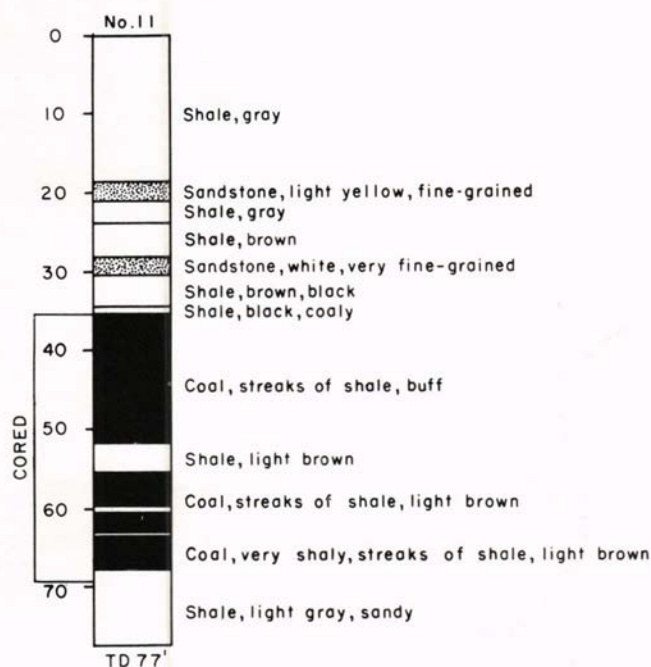 No. 11
0
10
Shale, gray
20
Sandstone, light yellow, fine-grained
Shale, gray
Shale, brown
30
Sandstone, white, very fine-grained
Shale, brown, black
Shale, black, coaly
40
Coal, streaks of shale, buff
50
CORED
Shale, light brown
60
Coal, streaks of shale, light brown
Coal, very shaly, streaks of shale, light brown
70
Shale, light gray, sandy
TD 77'